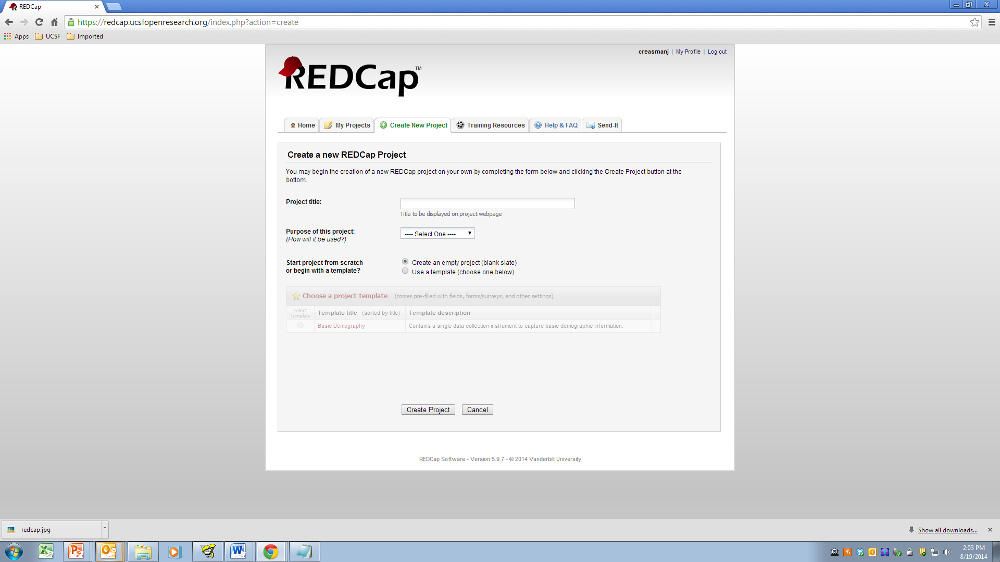 REDCap
https://redcap.ucsfopenresearch.org/index.php?action=create
Apps UCSF Imported
creasmanj | My Profile | Log out
REDCap™
Home My Projects Create New Project Training Resources Help & FAQ Send-It
Create a new REDCap Project
You may begin the creation of a new REDCap project on your own by completing the form below and clicking the Create Project button at the
bottom.
Project title:
Title to be displayed on project webpage
Purpose of this project: ---- Select One ----
(How will it be used?)
Start project from scratch Create an empty project (blank slate)
or begin with a template? Use a template (choose one below)
Choose a project template (comes pre-filled with fields, forms/surveys, and other settings)
select
template Template title (sorted by title) Template description
Basic Demography Contains a single data collection instrument to capture basic demographic information.
Create Project Cancel
REDCap Software - Version 5.9.7 - © 2014 Vanderbilt University
redcap.jpg Show all downloads...
2:03 PM
8/19/2014